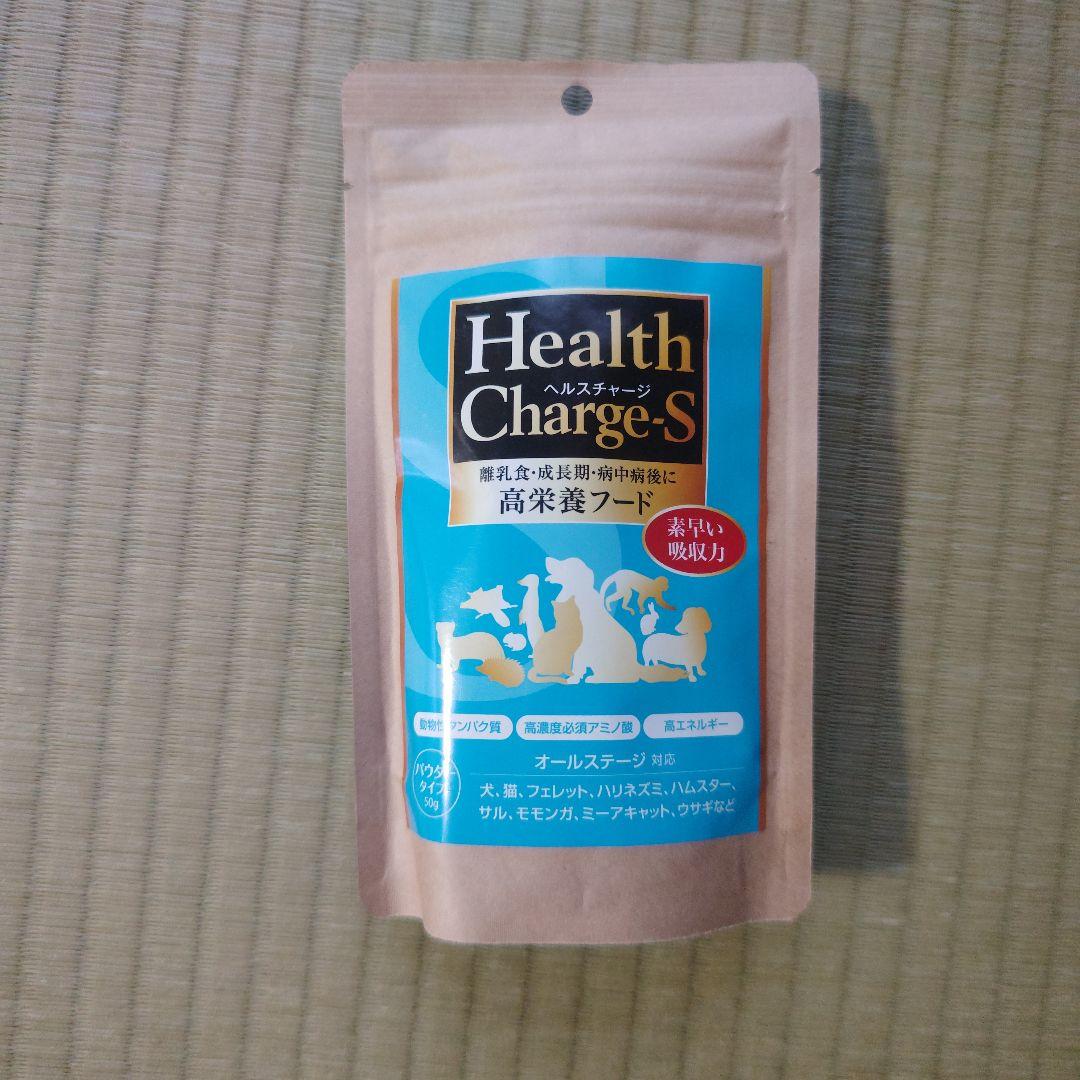 Health
ヘルスチャージ
Charge-S
離乳食・成長期・病中病後に
高栄養フード
素早い
吸収力
動物性タンパク質
高濃度必須アミノ酸
高エネルギー
オールステージ 対応
パウダー
タイプ
50g
犬、猫、フェレット、ハリネズミ、ハムスター、
サル、モモンガ、ミーアキャット、ウサギなど